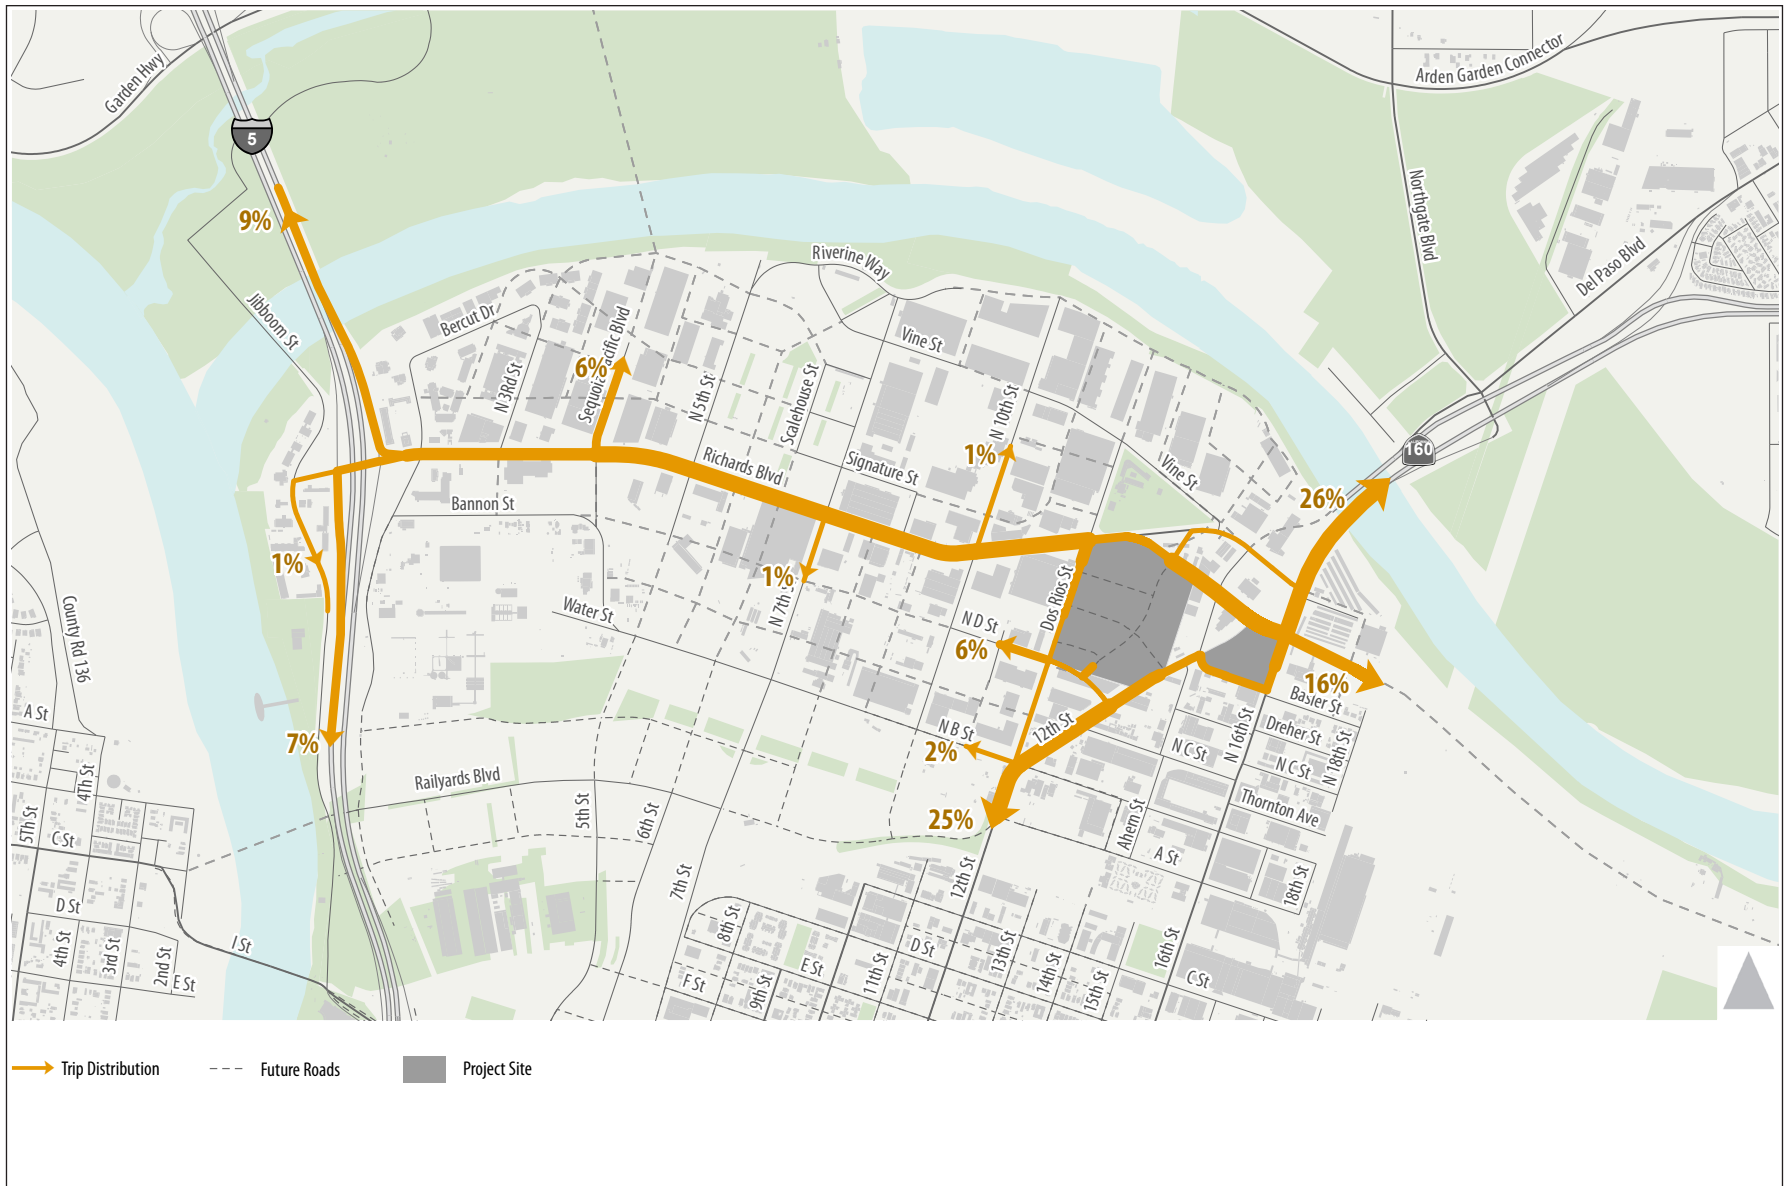 Garden Hwy
5
Arden Garden Connector
Northgate Blvd
Del Paso Blvd
9%
Jibboom St
Riverine Way
Bercut Dr
Sequoia Pacific Blvd
6%
N 3Rd St
N 5th St
Scalehouse St
Vine St
N 10th St
1%
Richards Blvd
Signature St
Vine St
160
26%
Bannon St
1%
1%
N 7th St
Water St
County Rd 136
Dos Rios St
N D St
6%
16%
Basler St
7%
A St
N B St
2%
12th St
N C St
N 16th St
Dreher St
N C St
N 18th St
4Th St
Railyards Blvd
5Th St
C St
5th St
6th St
25%
Ahern St
Thornton Ave
A St
7th St
12th St
18th St
D St
I St
4th St
3rd St
2nd St
E St
8th St
D St
E St
F St
9th St
11th St
13th St
14th St
15th St
16th St
C St
Trip Distribution
Future Roads
Project Site